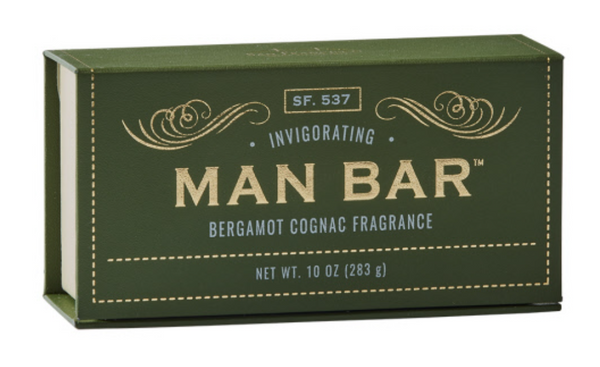 SF. 537
• INVIGORATING •
MAN BAR™
BERGAMOT COGNAC FRAGRANCE
NET WT. 10 OZ (283 g)